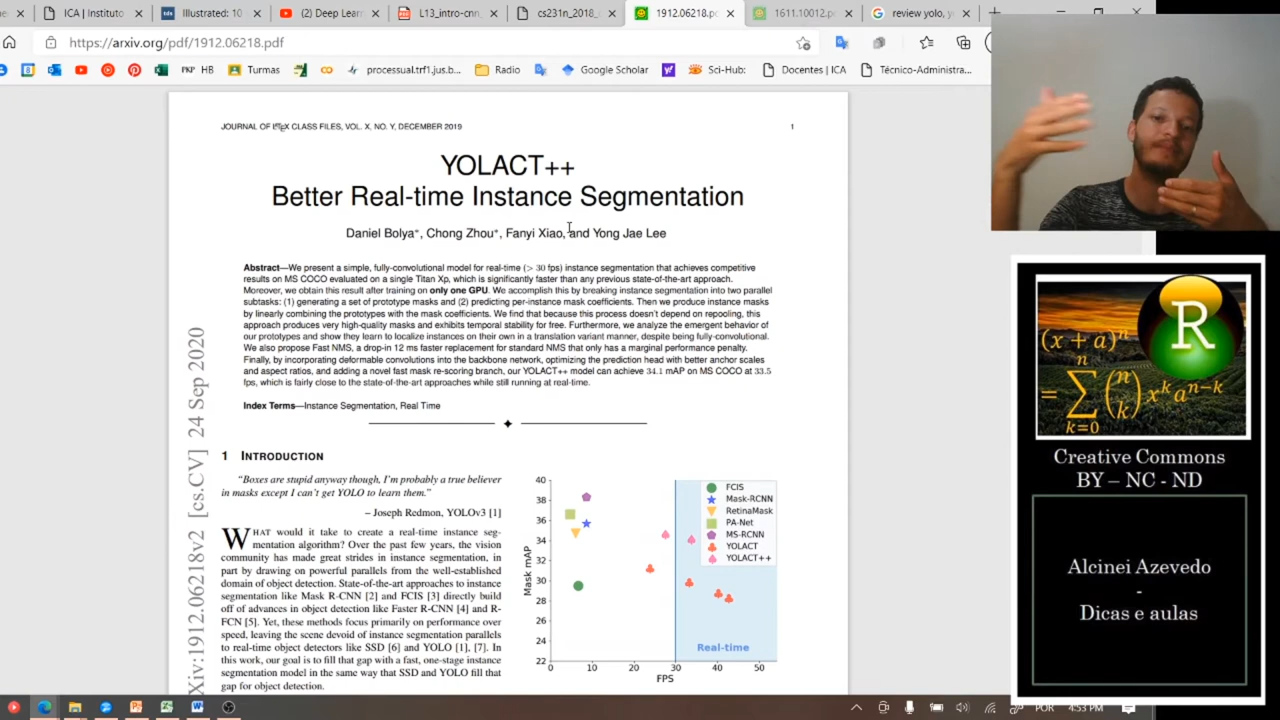 ICA | Instituto
Illustrated: 10
(2) Deep Learn
L13_intro-cnn
cs231n_2018_
1912.06218.pd
1611.10012.pd
review yolo, y
https://arxiv.org/pdf/1912.06218.pdf
PKP HB
Turmas
processual.trf1.jus.b...
Radio
Google Scholar
Sci-Hub:
Docentes | ICA
Técnico-Administra...
JOURNAL OF LATEX CLASS FILES, VOL. X, NO. Y, DECEMBER 2019
1
YOLACT++
Better Real-time Instance Segmentation
Daniel Bolya*, Chong Zhou*, Fanyi Xiao, and Yong Jae Lee
Abstract—We present a simple, fully-convolutional model for real-time (> 30 fps) instance segmentation that achieves competitive
results on MS COCO evaluated on a single Titan Xp, which is significantly faster than any previous state-of-the-art approach.
Moreover, we obtain this result after training on only one GPU. We accomplish this by breaking instance segmentation into two parallel
subtasks: (1) generating a set of prototype masks and (2) predicting per-instance mask coefficients. Then we produce instance masks
by linearly combining the prototypes with the mask coefficients. We find that because this process doesn't depend on repooling, this
approach produces very high-quality masks and exhibits temporal stability for free. Furthermore, we analyze the emergent behavior of
our prototypes and show they learn to localize instances on their own in a translation variant manner, despite being fully-convolutional.
We also propose Fast NMS, a drop-in 12 ms faster replacement for standard NMS that only has a marginal performance penalty.
Finally, by incorporating deformable convolutions into the backbone network, optimizing the prediction head with better anchor scales
and aspect ratios, and adding a novel fast mask re-scoring branch, our YOLACT++ model can achieve 34.1 mAP on MS COCO at 33.5
fps, which is fairly close to the state-of-the-art approaches while still running at real-time.
Index Terms—Instance Segmentation, Real Time
Xiv:1912.06218v2 [cs.CV] 24 Sep 2020
1 INTRODUCTION
"Boxes are stupid anyway though, I'm probably a true believer
in masks except I can't get YOLO to learn them."
– Joseph Redmon, YOLOv3 [1]
WHAT would it take to create a real-time instance seg-
mentation algorithm? Over the past few years, the vision
community has made great strides in instance segmentation, in
part by drawing on powerful parallels from the well-established
domain of object detection. State-of-the-art approaches to instance
segmentation like Mask R-CNN [2] and FCIS [3] directly build
off of advances in object detection like Faster R-CNN [4] and R-
FCN [5]. Yet, these methods focus primarily on performance over
speed, leaving the scene devoid of instance segmentation parallels
to real-time object detectors like SSD [6] and YOLO [1], [7]. In
this work, our goal is to fill that gap with a fast, one-stage instance
segmentation model in the same way that SSD and YOLO fill that
gap for object detection.
Mask mAP
40
38
36
34
32
30
28
26
24
22
0
10
20
30
40
50
FPS
FCIS
Mask-RCNN
RetinaMask
PA-Net
MS-RCNN
YOLACT
YOLACT++
Real-time
R
(x + a)^n
= ∑ n k=0 (n k) x^k a^{n−k}
Creative Commons
BY – NC - ND
Alcinei Azevedo
-
Dicas e aulas
POR
4:53 PM